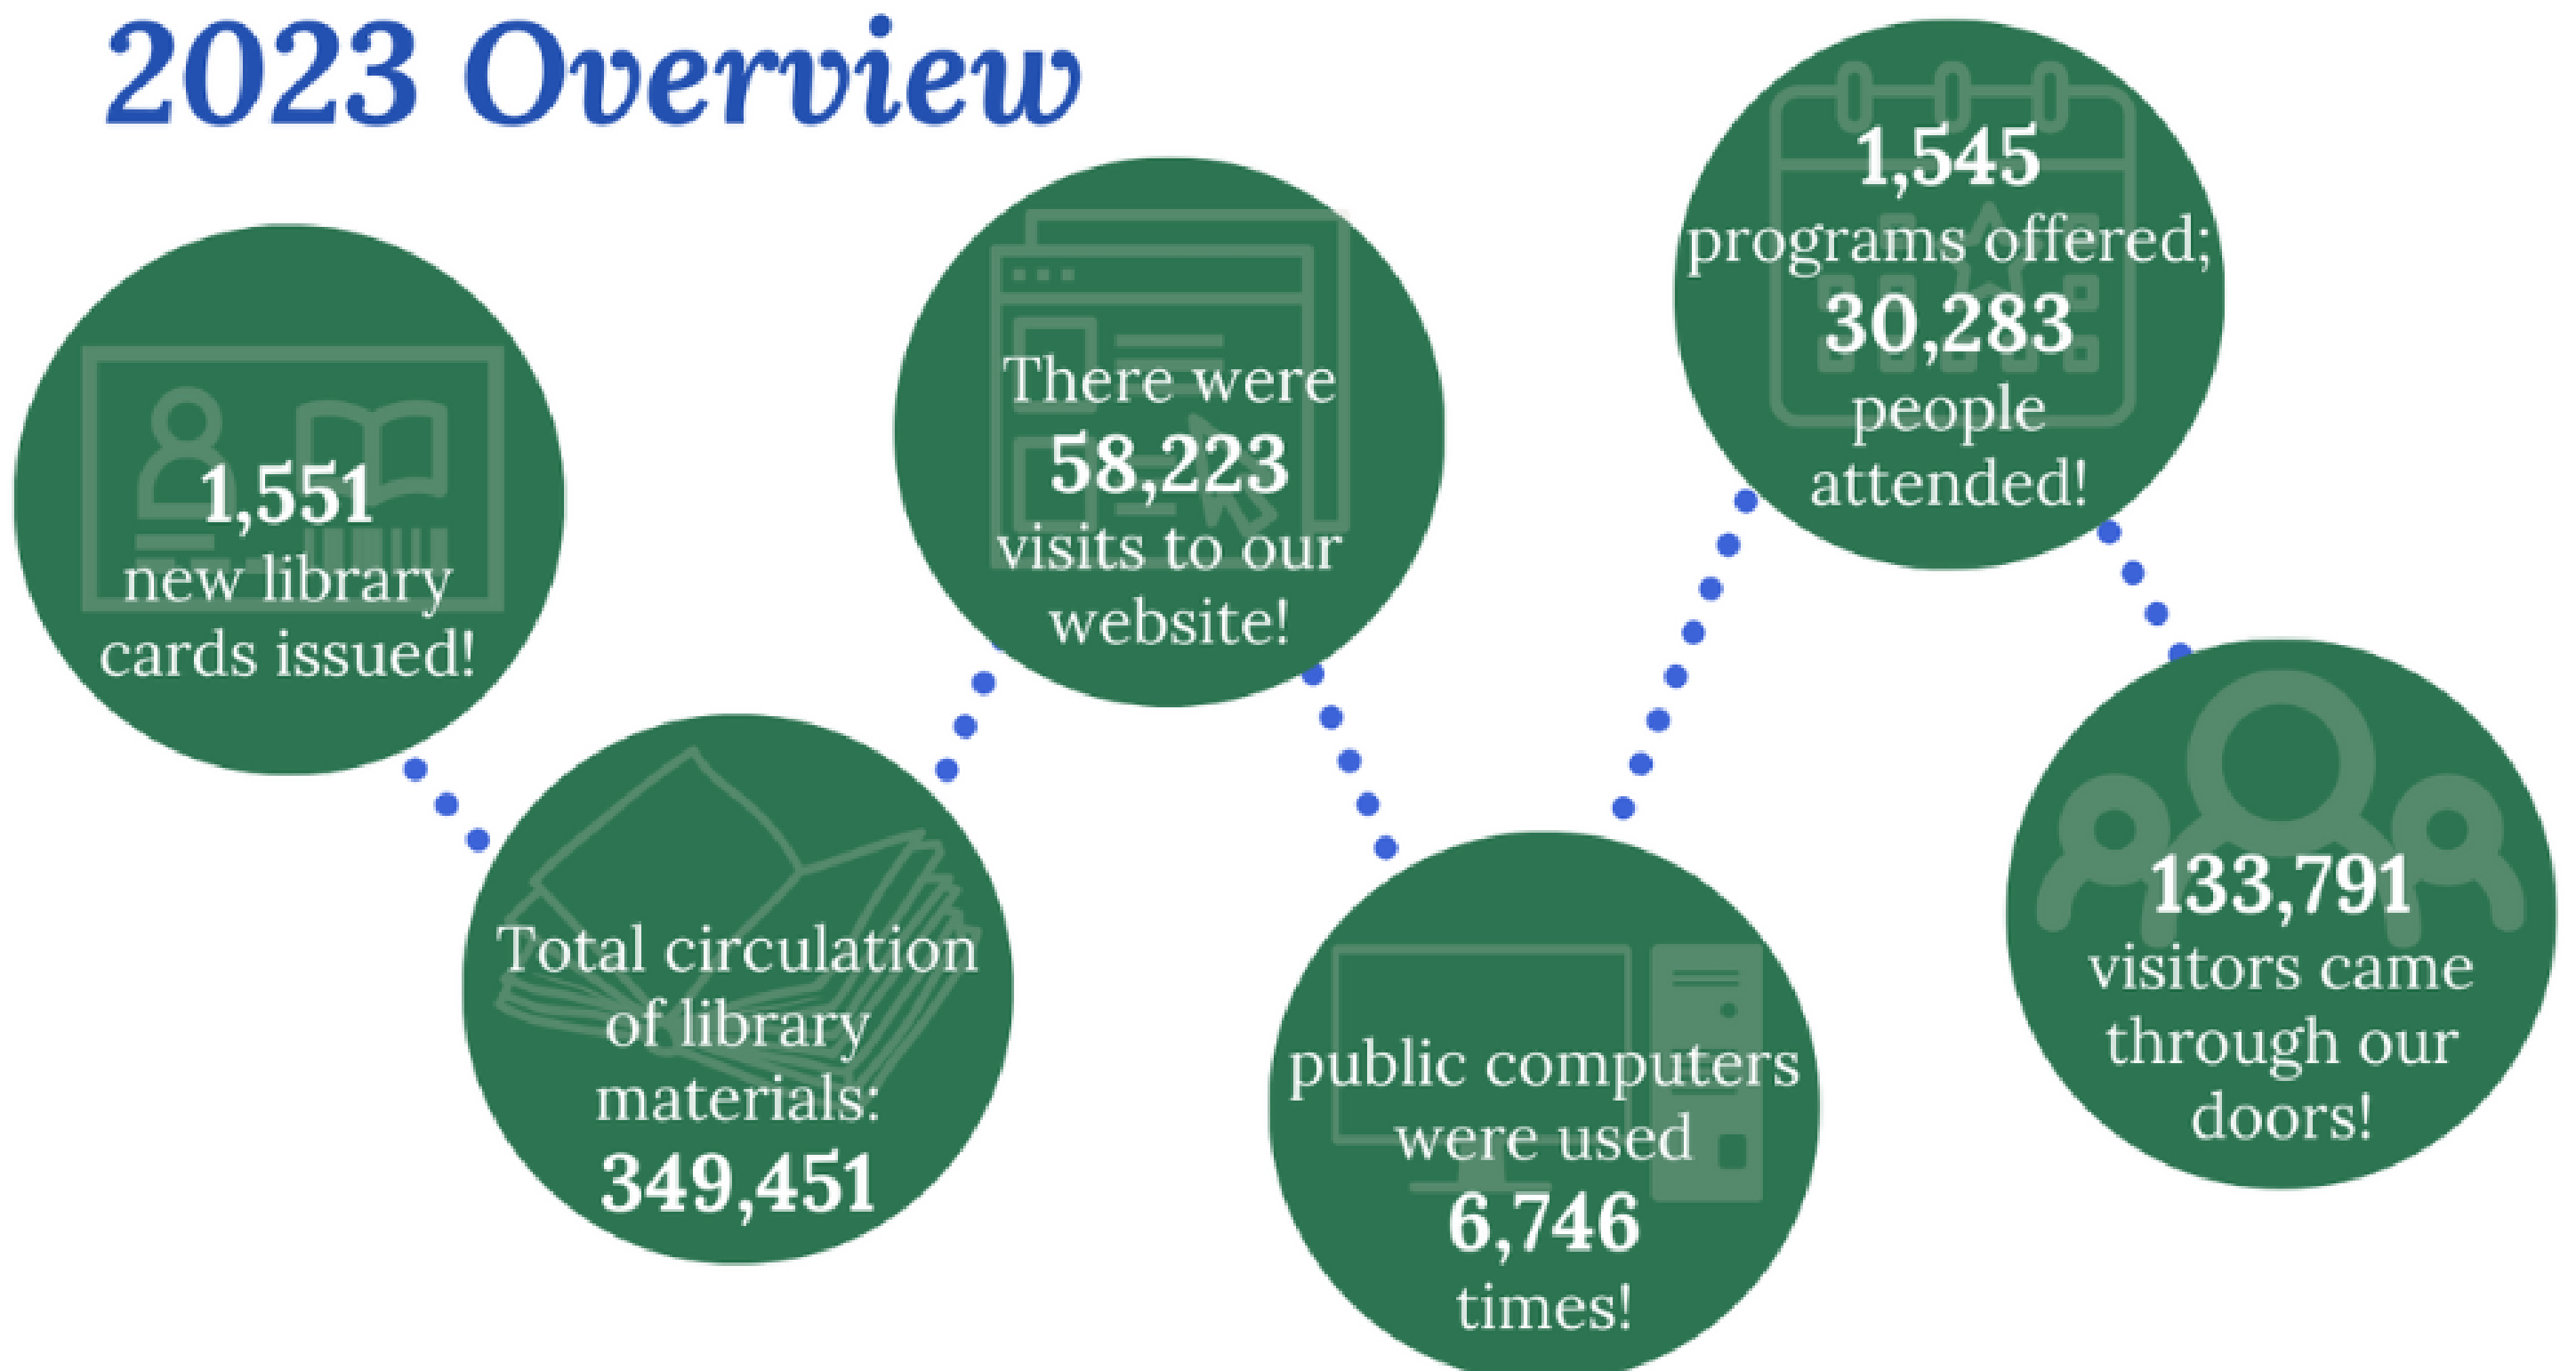 2023 Overview
1,551
new library
cards issued!
Total circulation
of library
materials:
349,451
There were
58,223
visits to our
website!
public computers
were used
6,746
times!
1,545
programs offered;
30,283
people
attended!
133,791
visitors came
through our
doors!